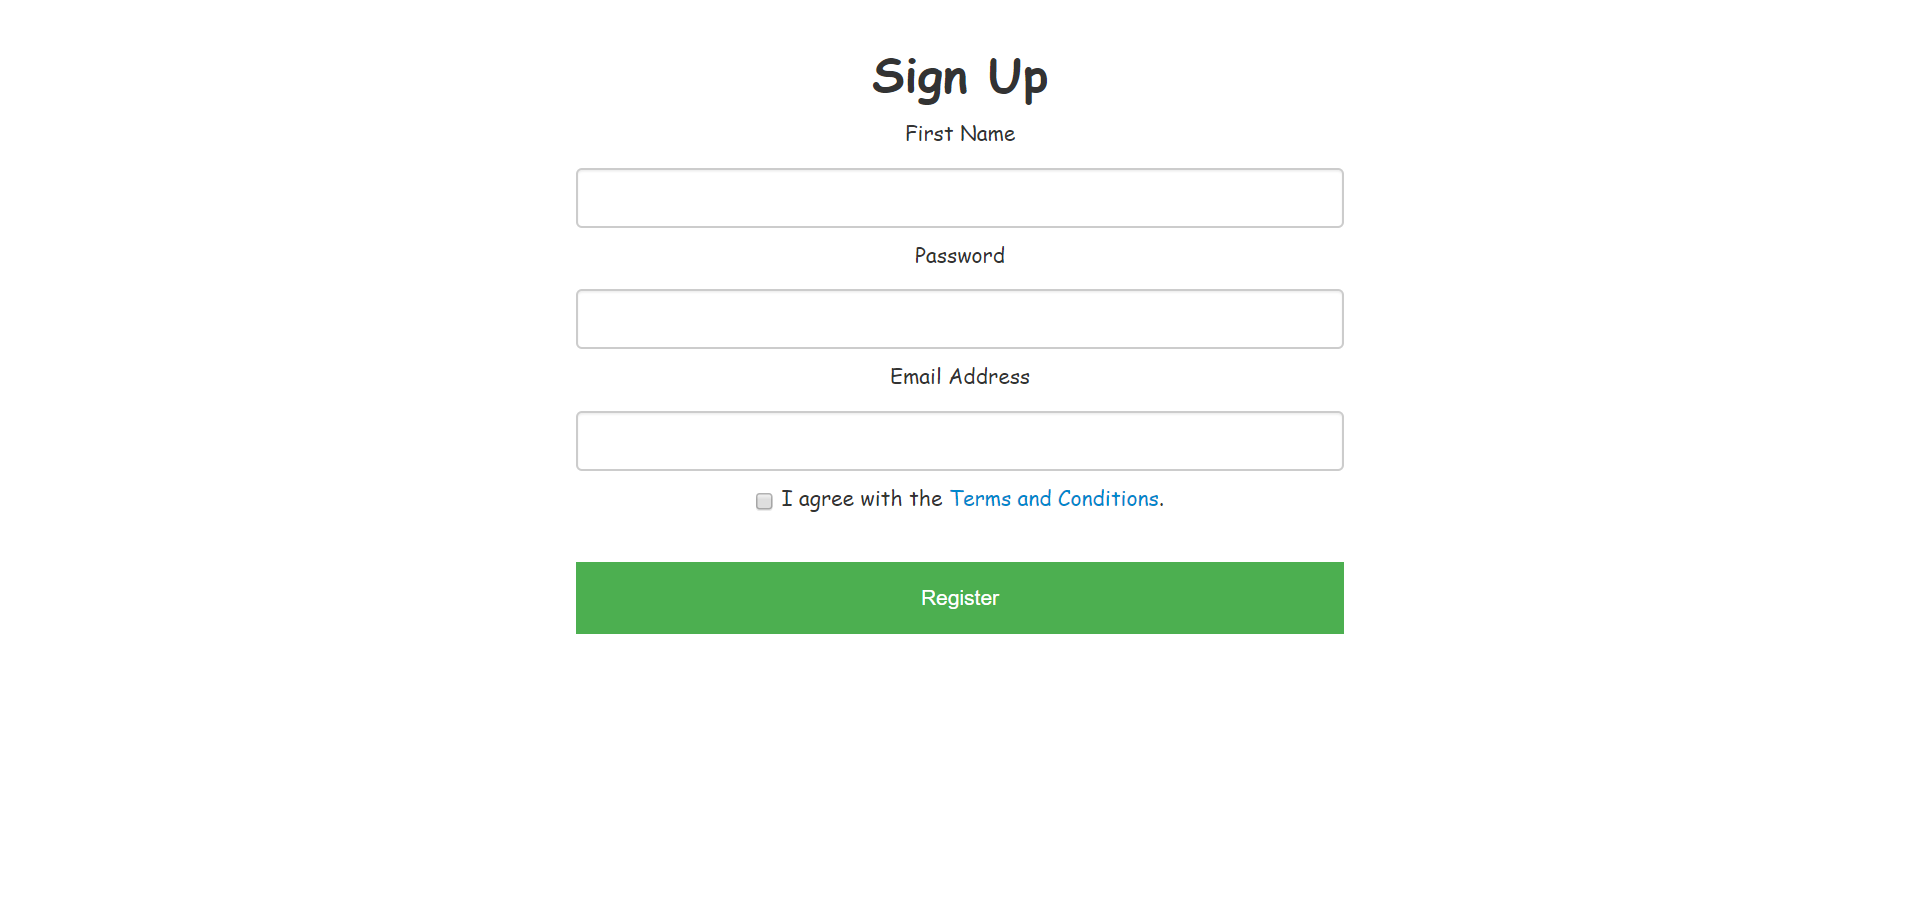 Sign Up
First Name
Password
Email Address
I agree with the Terms and Conditions.
Register